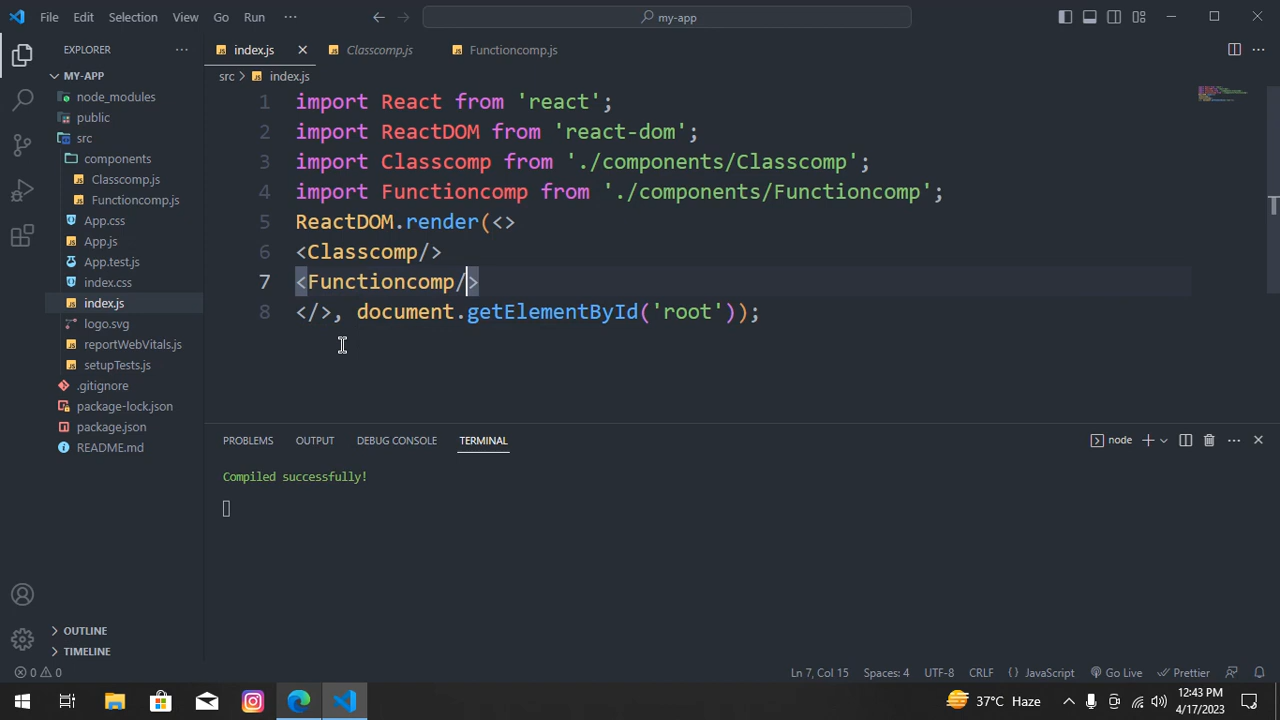 File Edit Selection View Go Run ··· my-app
EXPLORER ···
index.js
Classcomp.js
Functioncomp.js
MY-APP
src > index.js
node_modules
public
src
components
Classcomp.js
Functioncomp.js
App.css
App.js
App.test.js
index.css
index.js
logo.svg
reportWebVitals.js
setupTests.js
.gitignore
package-lock.json
package.json
README.md
OUTLINE
TIMELINE
1 import React from 'react';
2 import ReactDOM from 'react-dom';
3 import Classcomp from './components/Classcomp';
4 import Functioncomp from './components/Functioncomp';
5 ReactDOM.render(<>
6 <Classcomp/>
7 <Functioncomp/>
8 </>, document.getElementById('root'));
PROBLEMS OUTPUT DEBUG CONSOLE TERMINAL
node
Compiled successfully!
0 0
Ln 7, Col 15 Spaces: 4 UTF-8 CRLF {} JavaScript Go Live Prettier
37°C Haze
12:43 PM
4/17/2023